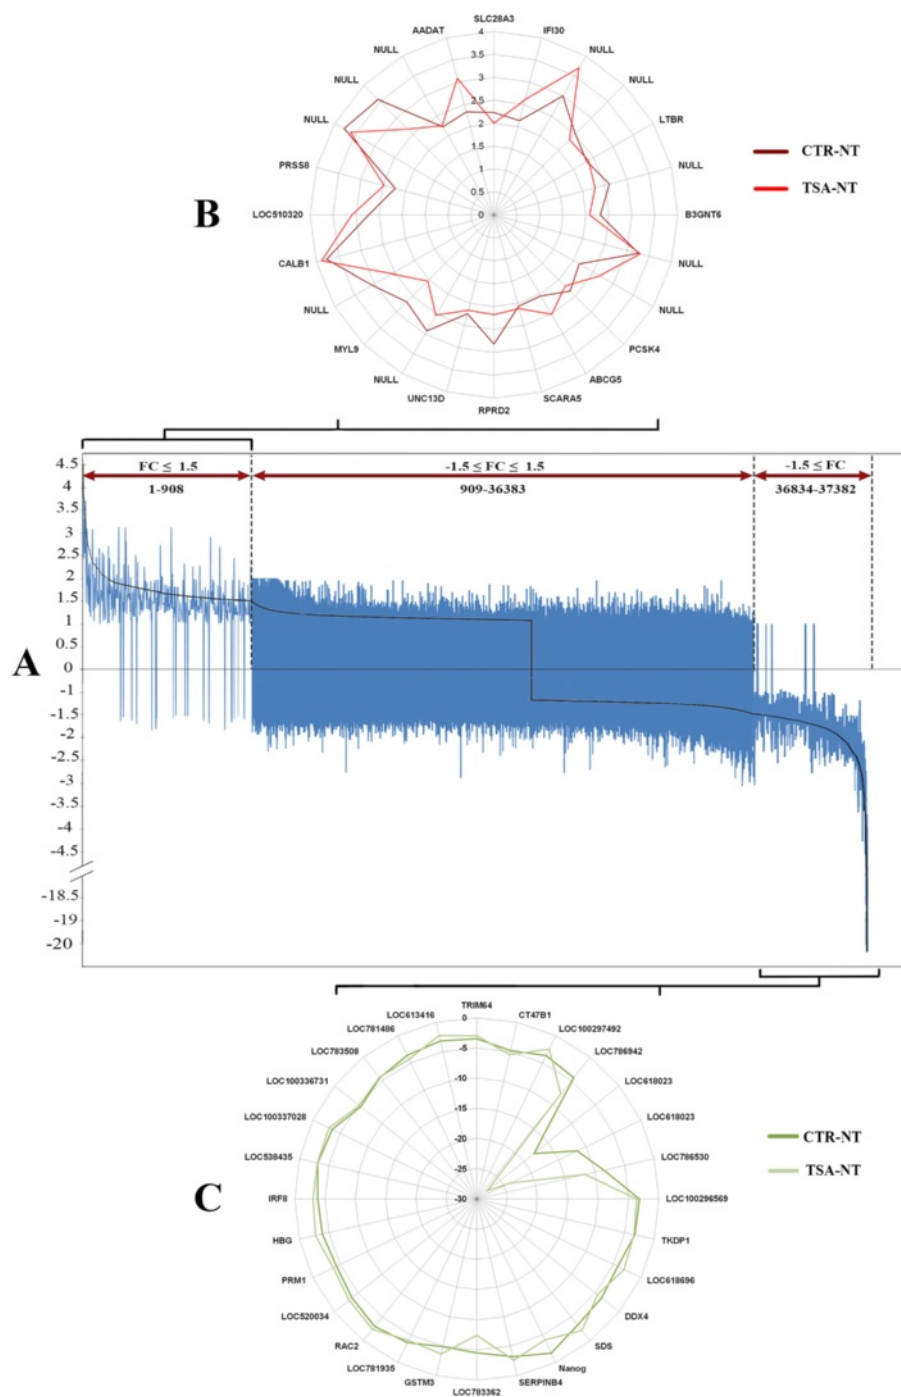 SLC28A3
AADAT
IFI30
NULL
NULL
NULL
NULL
NULL
LTBR
PRSS8
NULL
LOC510320
B3GNT6
CALB1
NULL
NULL
NULL
MYL9
PCSK4
NULL
ABCG5
UNC13D
SCARA5
RPRD2
4
3.5
3
2.5
2
1.5
1
0.5
0
CTR-NT
TSA-NT
B
A
FC ≤ 1.5
-1.5 ≤ FC ≤ 1.5
-1.5 ≤ FC
1-908
909-36383
36834-37382
4.5
4
3.5
3
2.5
2
1.5
1
0.5
0
-1
-1.5
-2
-2.5
-3
-3.5
-4
-4.5
-18.5
-19
-20
C
TRIM64
LOC613416
CT47B1
LOC781486
LOC100297492
LOC783508
LOC786942
LOC100336731
LOC618023
LOC100337028
LOC618023
LOC538435
LOC786530
IRF8
LOC100296569
HBG
TKDP1
PRM1
LOC618696
LOC520034
DDX4
RAC2
SDS
LOC781935
Nanog
GSTM3
SERPINB4
LOC783362
0
-5
-10
-15
-20
-25
-30
CTR-NT
TSA-NT